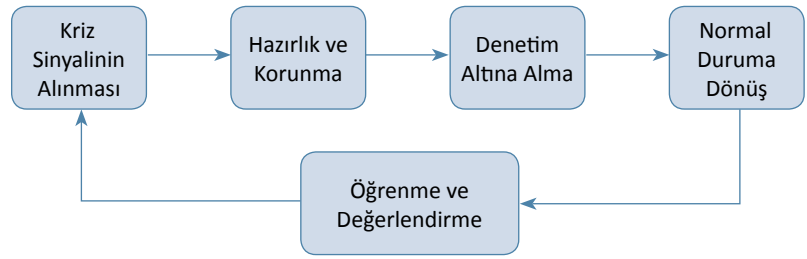 Kriz
Sinyalinin
Alınması
Hazırlık ve
Korunma
Denetim
Altına Alma
Normal
Duruma
Dönüş
Öğrenme ve
Değerlendirme